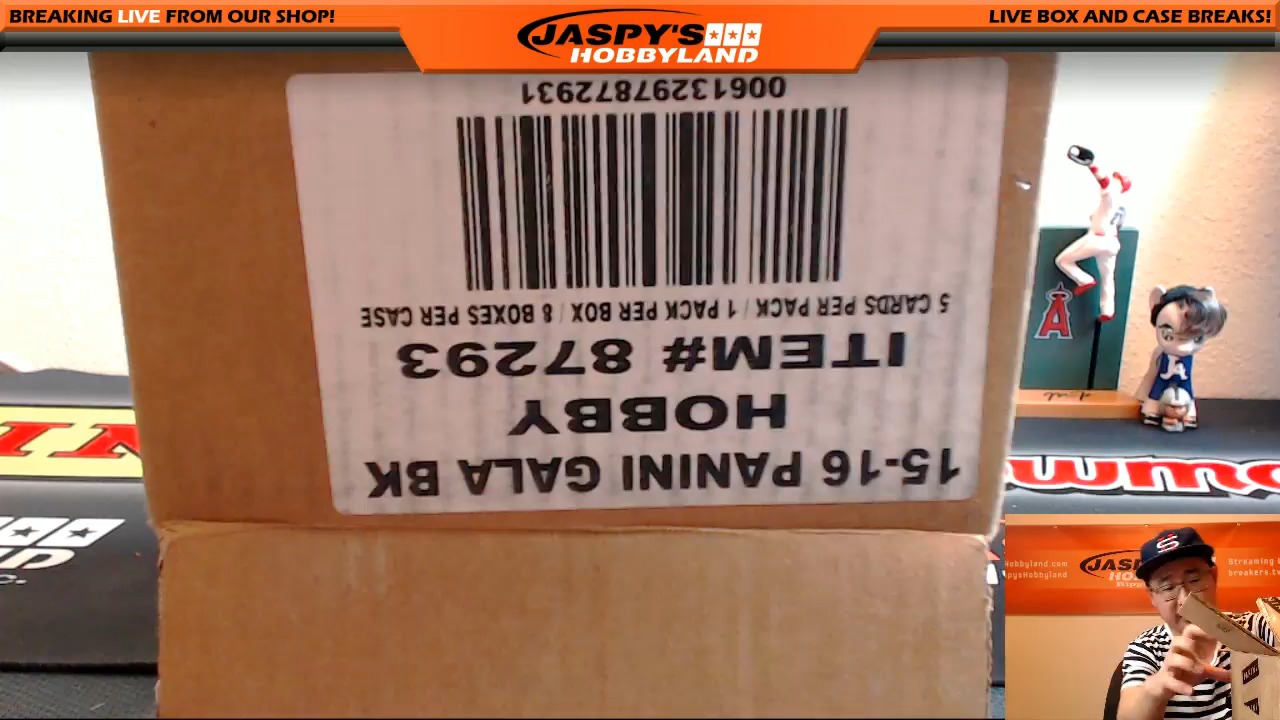 BREAKING LIVE FROM OUR SHOP!
JASPY'S
HOBBYLAND
LIVE BOX AND CASE BREAKS!
15-16 PANINI GALA BK
HOBBY
ITEM# 87293
5 CARDS PER PACK / 1 PACK PER BOX / 8 BOXES PER CASE
00613297872931
A
JA